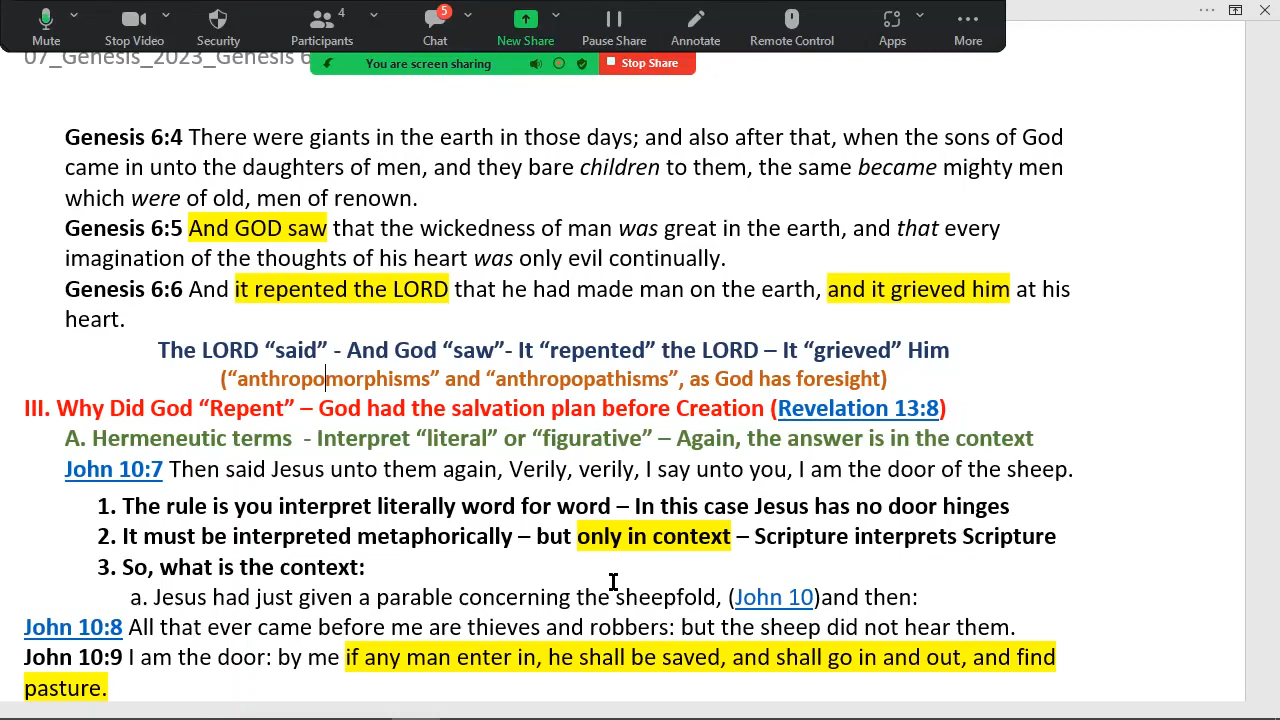 Mute
Stop Video
Security
Participants
4
Chat
5
New Share
Pause Share
Annotate
Remote Control
Apps
More
You are screen sharing
Stop Share
07_Genesis_2023_Genesis 6
Genesis 6:4 There were giants in the earth in those days; and also after that, when the sons of God
came in unto the daughters of men, and they bare children to them, the same became mighty men
which were of old, men of renown.
Genesis 6:5 And GOD saw that the wickedness of man was great in the earth, and that every
imagination of the thoughts of his heart was only evil continually.
Genesis 6:6 And it repented the LORD that he had made man on the earth, and it grieved him at his
heart.
The LORD “said” - And God “saw”- It “repented” the LORD – It “grieved” Him
(“anthropomorphisms” and “anthropopathisms”, as God has foresight)
III. Why Did God “Repent” – God had the salvation plan before Creation (Revelation 13:8)
A. Hermeneutic terms - Interpret “literal” or “figurative” – Again, the answer is in the context
John 10:7 Then said Jesus unto them again, Verily, verily, I say unto you, I am the door of the sheep.
1. The rule is you interpret literally word for word – In this case Jesus has no door hinges
2. It must be interpreted metaphorically – but only in context – Scripture interprets Scripture
3. So, what is the context:
a. Jesus had just given a parable concerning the sheepfold, (John 10)and then:
John 10:8 All that ever came before me are thieves and robbers: but the sheep did not hear them.
John 10:9 I am the door: by me if any man enter in, he shall be saved, and shall go in and out, and find
pasture.